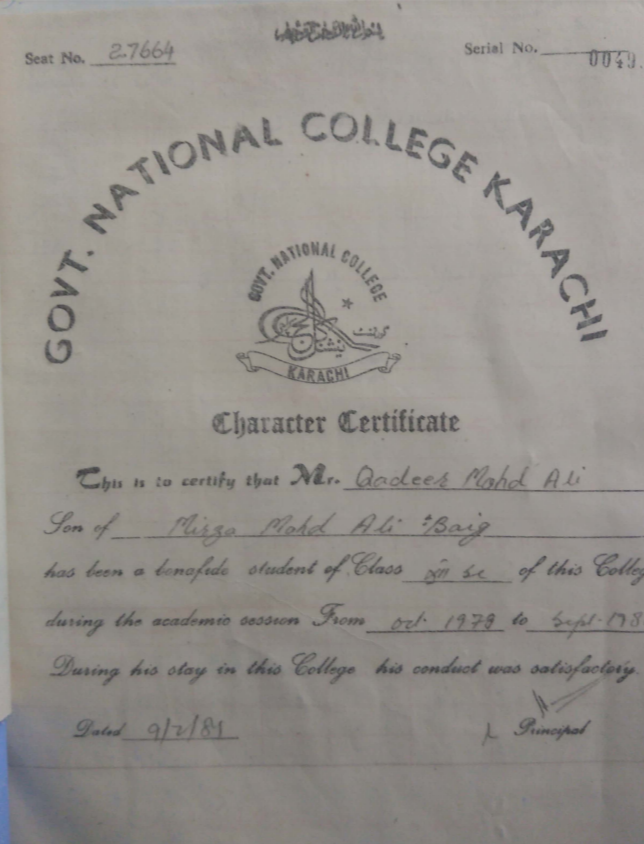 Seat No. 27664
Serial No. 0049
GOVT. NATIONAL COLLEGE KARACHI
GOVT. NATIONAL COLLEGE
KARACHI
Character Certificate
This is to certify that Mr. Qadeer Mohd Ali
Son of Mirza Mohd Ali Baig
has been a bonafide student of Class XII Sc of this Colleg
during the academic session From oct. 1979 to Sept. 198
During his stay in this College his conduct was satisfactory.
Dated 9/2/81
Principal